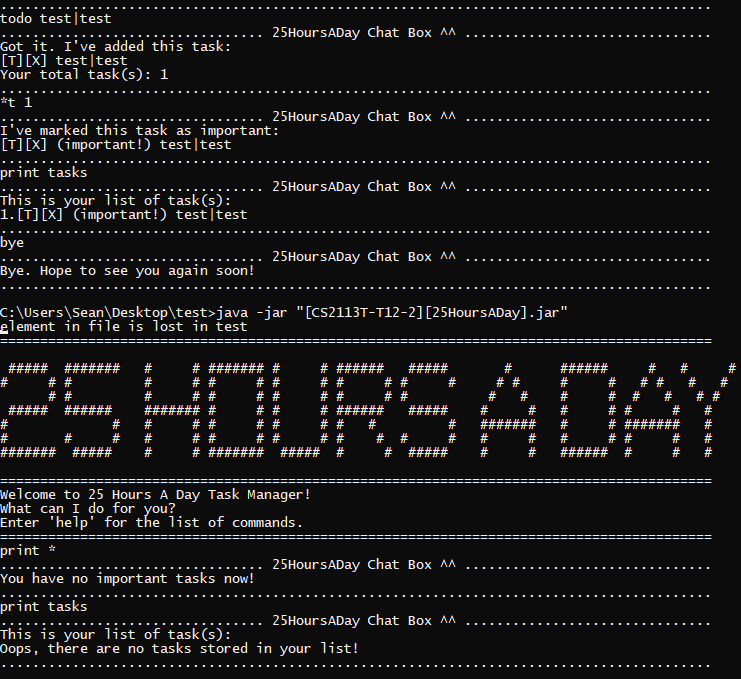 ........................................................................................
todo test|test
................................. 25HoursADay Chat Box ^^ ...............................
Got it. I've added this task:
[T][X] test|test
Your total task(s): 1
.........................................................................................
*t 1
................................. 25HoursADay Chat Box ^^ ...............................
I've marked this task as important:
[T][X] (important!) test|test
.........................................................................................
print tasks
................................. 25HoursADay Chat Box ^^ ...............................
This is your list of task(s):
1.[T][X] (important!) test|test
.........................................................................................
bye
................................. 25HoursADay Chat Box ^^ ...............................
Bye. Hope to see you again soon!
.........................................................................................
C:\Users\Sean\Desktop\test>java -jar "[CS2113T-T12-2][25HoursADay].jar"
element in file is lost in test
=========================================================================================
25 HOURS A DAY
=========================================================================================
Welcome to 25 Hours A Day Task Manager!
What can I do for you?
Enter 'help' for the list of commands.
=========================================================================================
print *
................................. 25HoursADay Chat Box ^^ ...............................
You have no important tasks now!
.........................................................................................
print tasks
................................. 25HoursADay Chat Box ^^ ...............................
This is your list of task(s):
Oops, there are no tasks stored in your list!
.........................................................................................